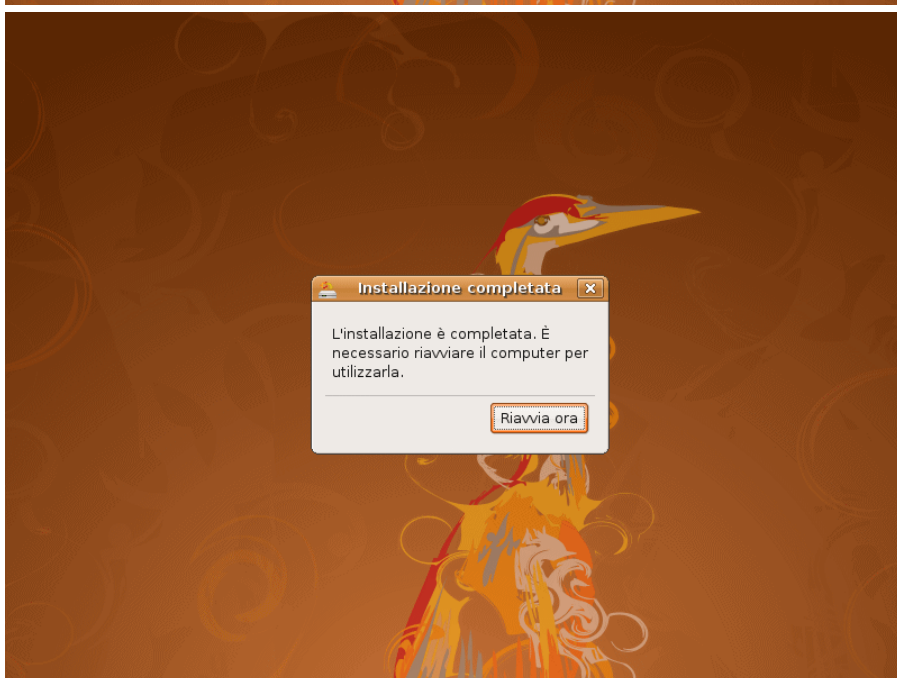 Installazione completata
L'installazione è completata. È
necessario riavviare il computer per
utilizzarla.
Riavvia ora